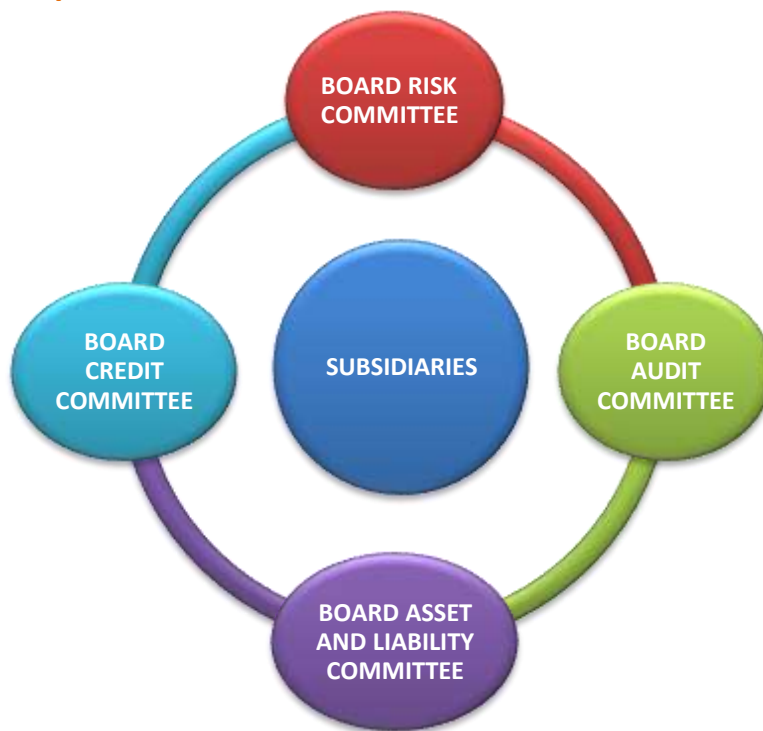 BOARD RISK
COMMITTEE
BOARD
CREDIT
COMMITTEE
SUBSIDIARIES
BOARD
AUDIT
COMMITTEE
BOARD ASSET
AND LIABILITY
COMMITTEE